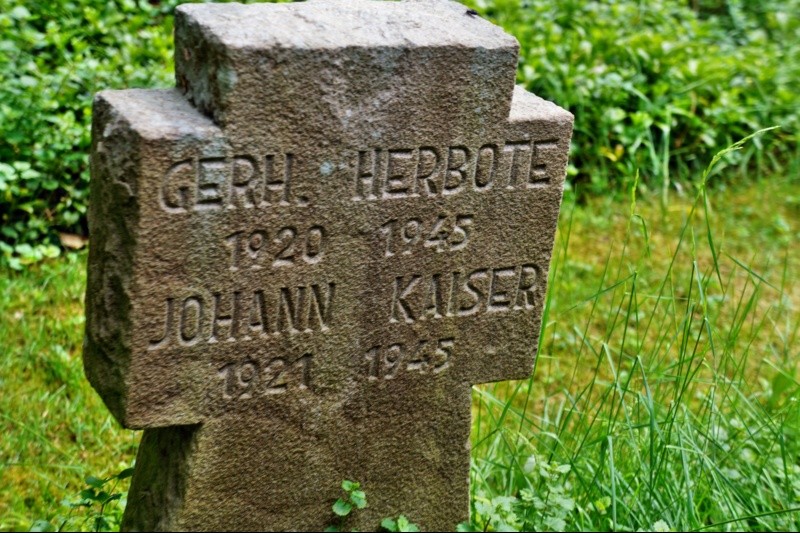 GERH. HERBOTE
1920 1945
JOHANN KAISER
1921 1945